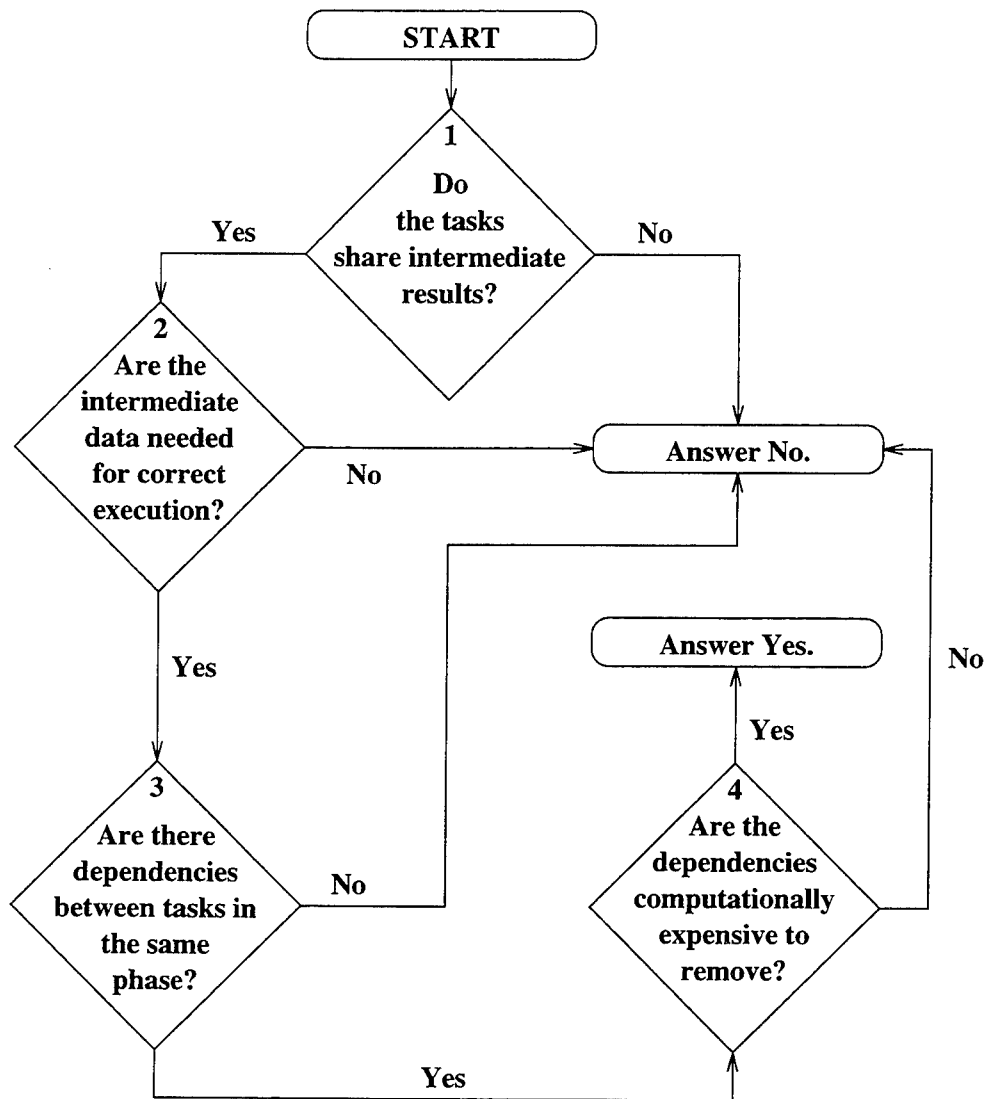 START
1
Do
the tasks
share intermediate
results?
Yes
No
2
Are the
intermediate
data needed
for correct
execution?
No
Answer No.
Yes
Answer Yes.
No
Yes
3
Are there
dependencies
between tasks in
the same
phase?
No
4
Are the
dependencies
computationally
expensive to
remove?
Yes